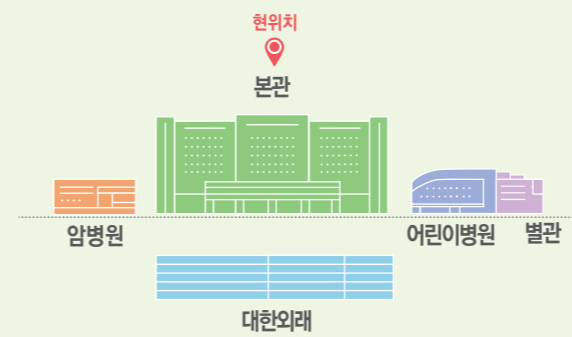 현위치
본관
암병원
어린이병원
별관
대한외래